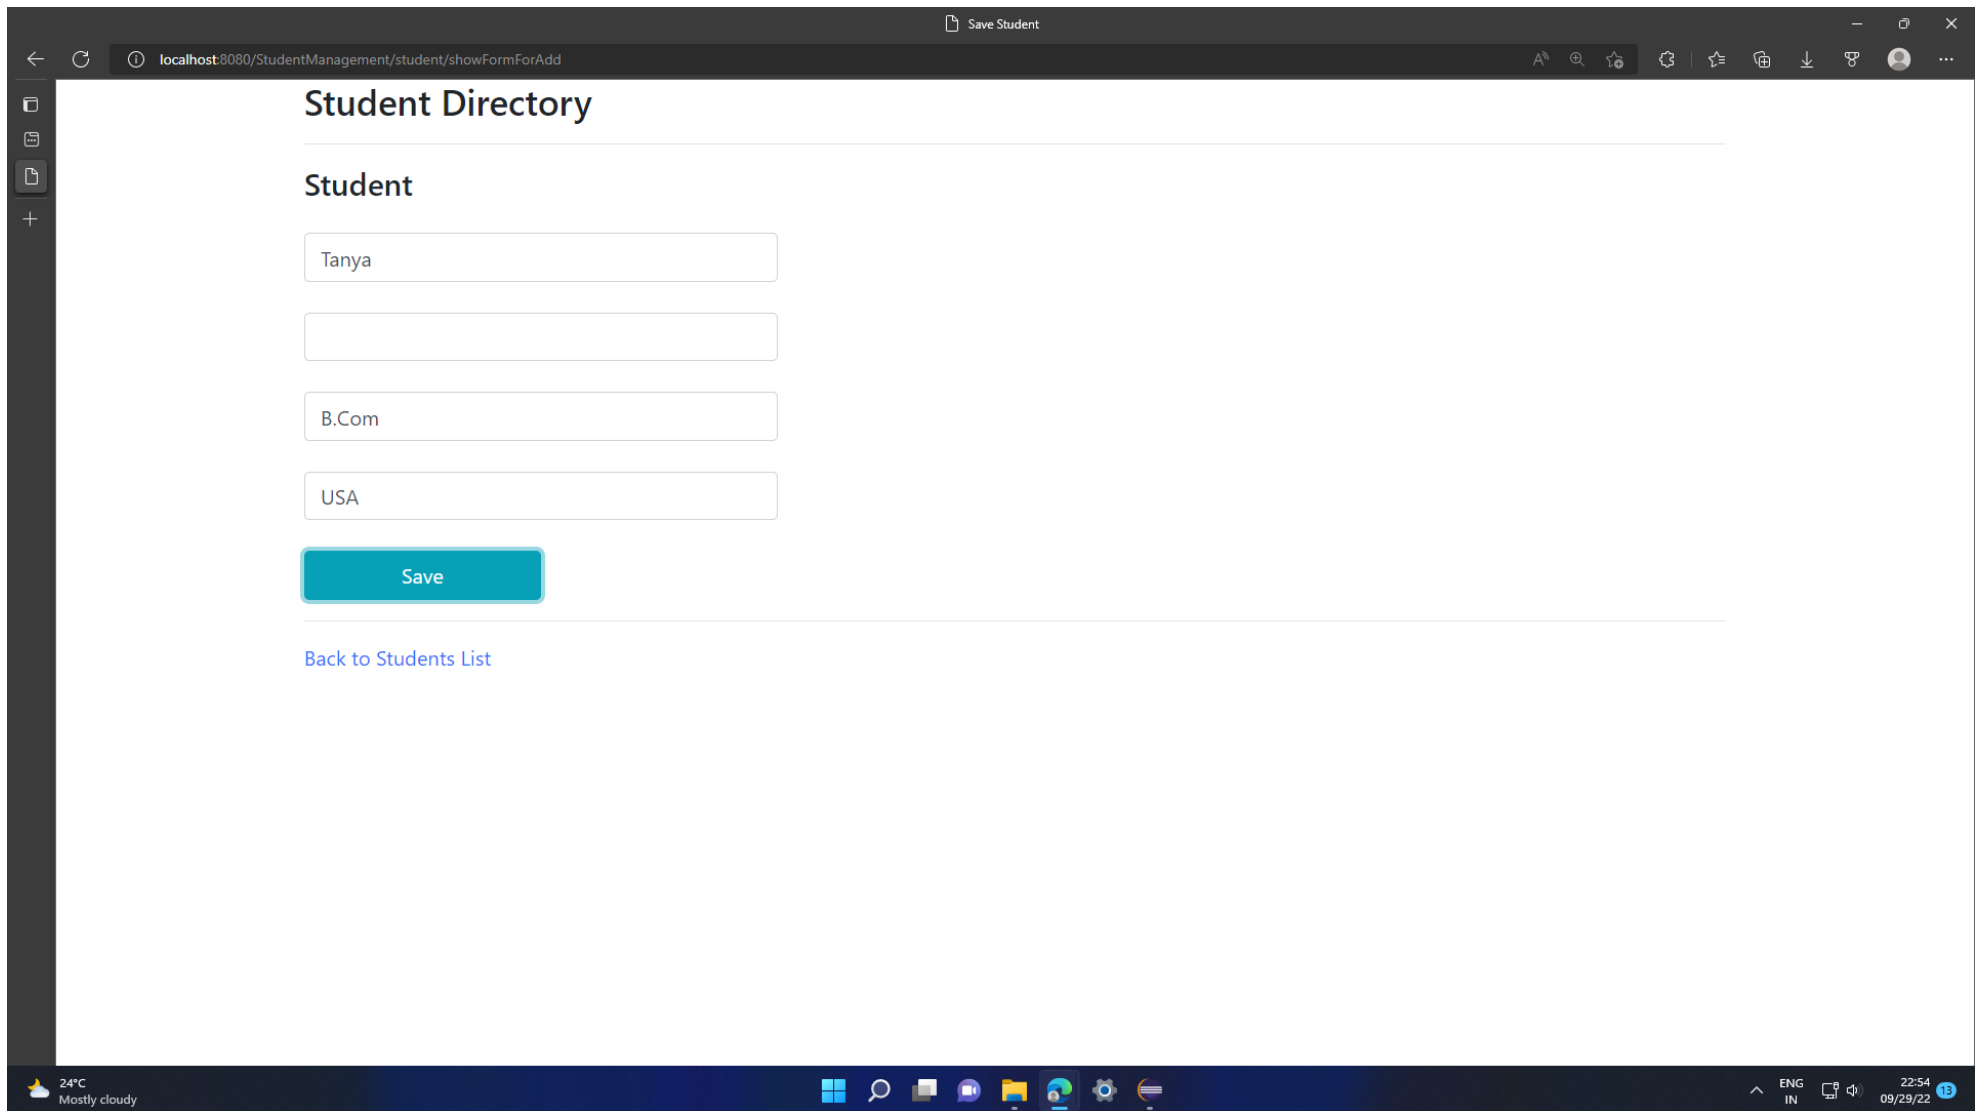 Save Student
localhost:8080/StudentManagement/student/showFormForAdd
Student Directory
Student
Tanya
B.Com
USA
Save
Back to Students List
24°C
Mostly cloudy
ENG
IN
22:54
09/29/22
13